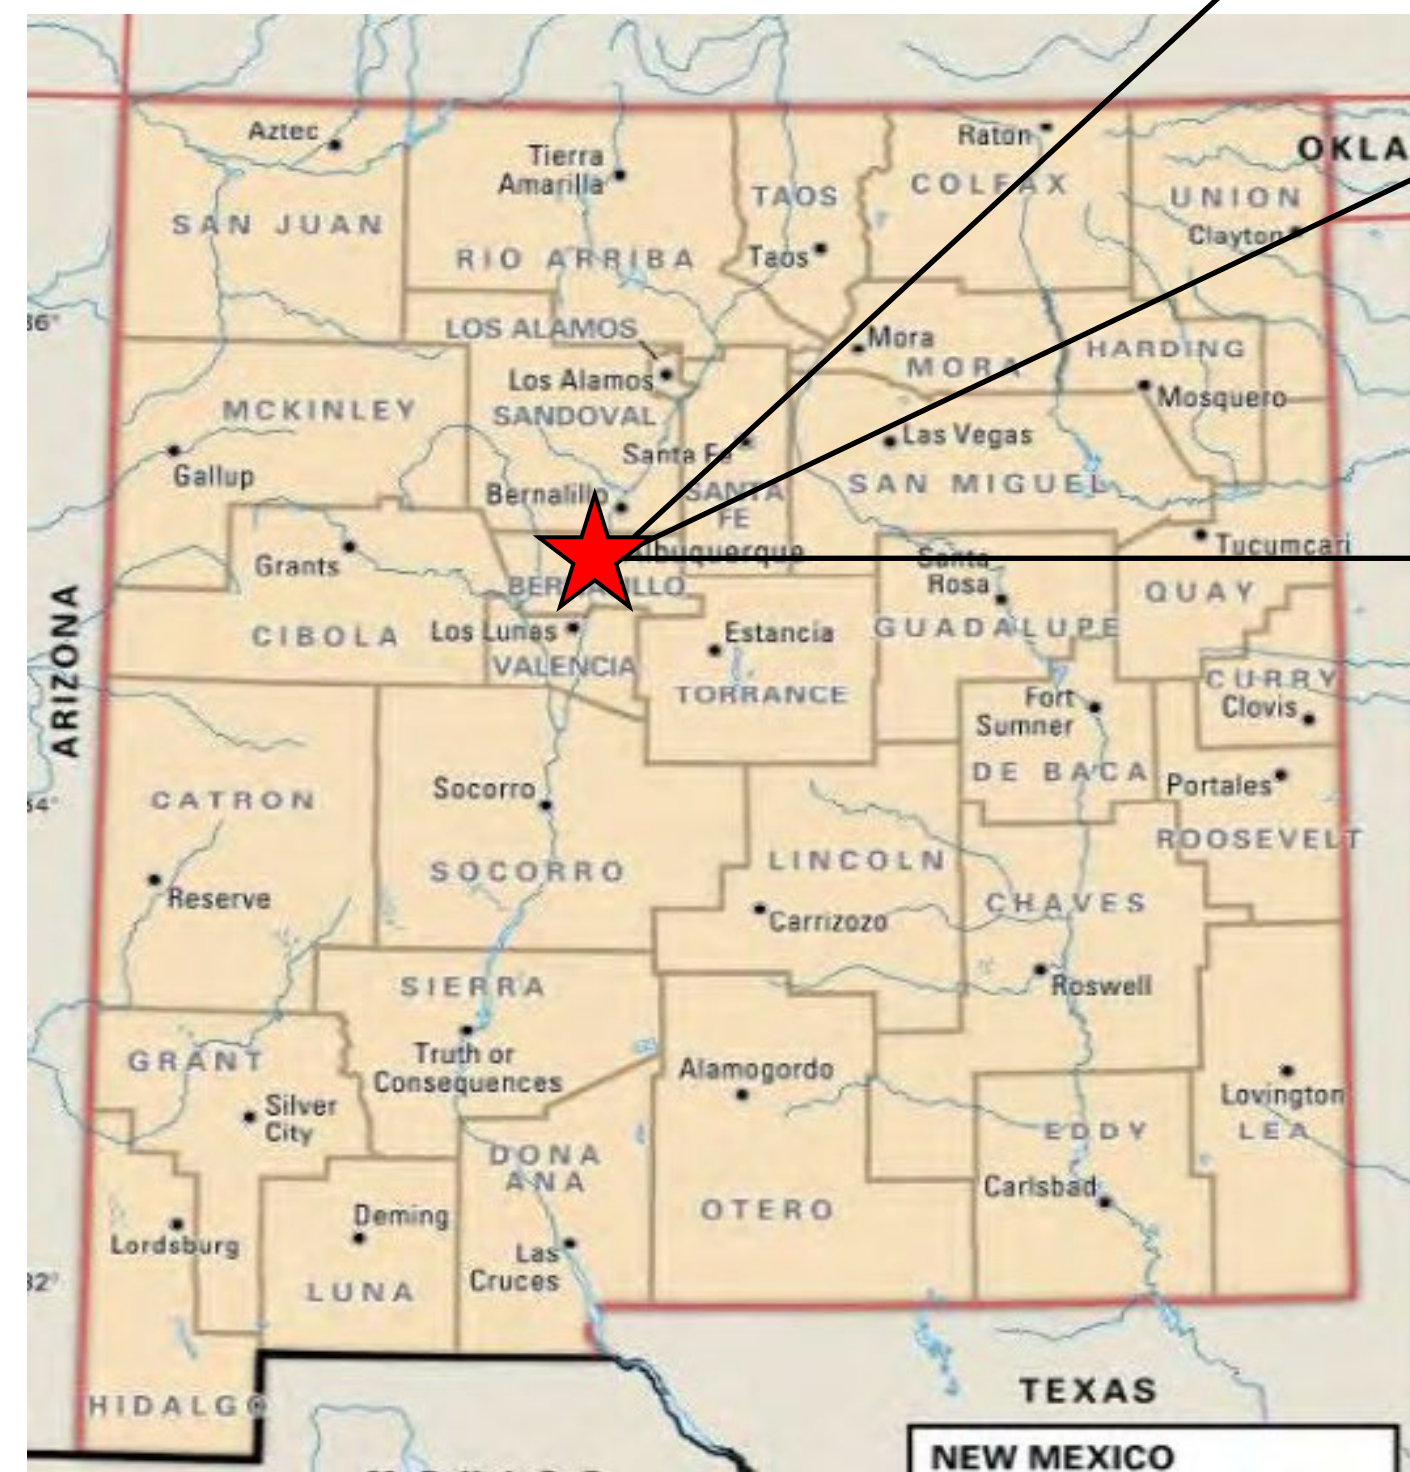 Aztec
Raton
OKLA
Tierra
Amarilla
TAOS
COLFAX
UNION
SAN JUAN
Clayton
RIO ARRIBA
Taos
36°
LOS ALAMOS
Mora
MORA
HARDING
Los Alamos
Mosquero
MCKINLEY
SANDOVAL
Las Vegas
Santa Fe
Gallup
SAN MIGUEL
Bernalillo
SANTA
FE
Tucumcari
Albuquerque
Grants
Santa
Rosa
BERNALILLO
QUAY
ARIZONA
CIBOLA
Los Lunas
Estancia
GUADALUPE
VALENCIA
TORRANCE
CURRY
Clovis
Fort
Sumner
DE BACA
Portales
Socorro
CATRON
34°
ROOSEVELT
SOCORRO
LINCOLN
Reserve
Carrizozo
CHAVES
SIERRA
Roswell
GRANT
Truth or
Consequences
Alamogordo
Lovington
Silver
City
EDDY
LEA
DONA
ANA
Carlsbad
OTERO
Deming
Lordsburg
Las
Cruces
LUNA
32°
TEXAS
HIDALGO
NEW MEXICO